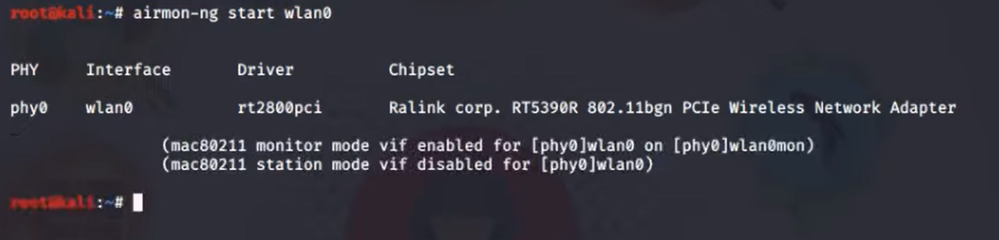 root@kali:~# airmon-ng start wlan0
PHY Interface Driver Chipset
phy0 wlan0 rt2800pci Ralink corp. RT5390R 802.11bgn PCIe Wireless Network Adapter
(mac80211 monitor mode vif enabled for [phy0]wlan0 on [phy0]wlan0mon)
(mac80211 station mode vif disabled for [phy0]wlan0)
root@kali:~#